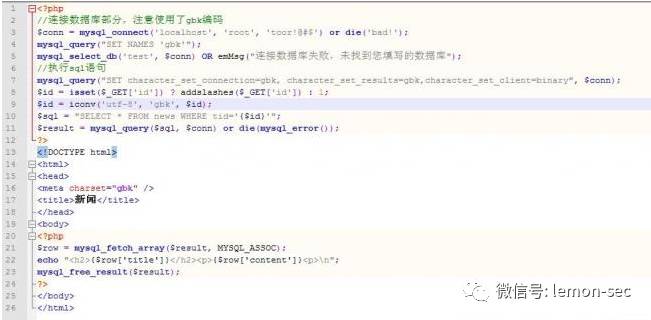 1 <?php
2 //连接数据库部分，注意使用了gbk编码
3 $conn = mysql_connect('localhost', 'root', 'toor!@#$') or die('bad!');
4 mysql_query("SET NAMES 'gbk'");
5 mysql_select_db('test', $conn) OR emMsg("连接数据库失败，未找到您填写的数据库");
6 //执行sql语句
7 mysql_query("SET character_set_connection=gbk, character_set_results=gbk,character_set_client=binary", $conn);
8 $id = isset($_GET['id']) ? addslashes($_GET['id']) : 1;
9 $id = iconv('utf-8', 'gbk', $id);
10 $sql = "SELECT * FROM news WHERE tid='{$id}'";
11 $result = mysql_query($sql, $conn) or die(mysql_error());
12 ?>
13 <!DOCTYPE html>
14 <html>
15 <head>
16 <meta charset="gbk" />
17 <title>新闻</title>
18 </head>
19 <body>
20 <?php
21 $row = mysql_fetch_array($result, MYSQL_ASSOC);
22 echo "<h2>{$row['title']}</h2><p>{$row['content']}<p>\n";
23 mysql_free_result($result);
24 ?>
25 </body>
26 </html>
微信号: lemon-sec